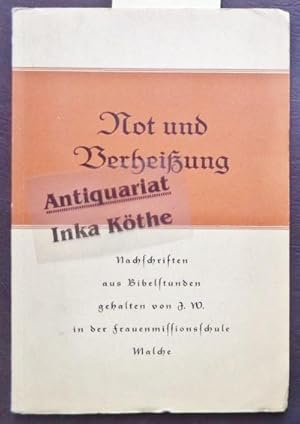 Not und
Verheißung
Antiquariat
Inka Köthe
Nachschriften
aus Bibelstunden
gehalten von J. W.
in der Frauenmissionsschule
Malche